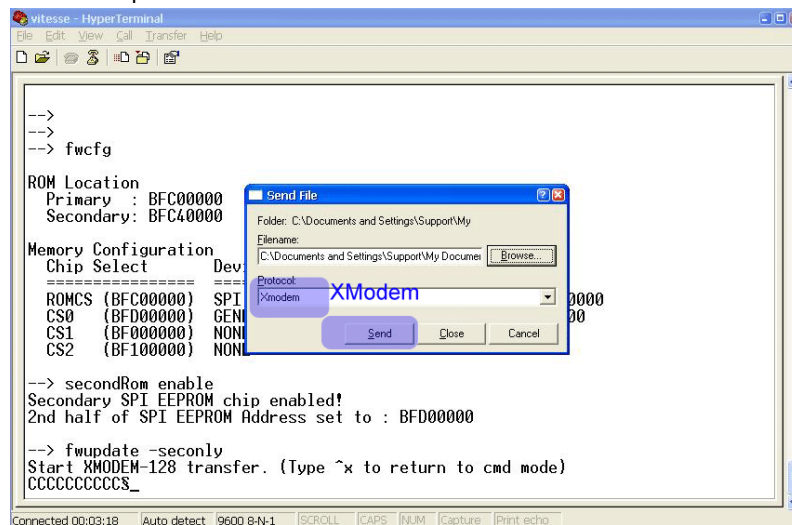 vitesse - HyperTerminal
File Edit View Call Transfer Help
-->
-->
--> fwcfg
ROM Location
Primary : BFC00000
Secondary: BFC40000
Memory Configuration
Chip Select
================
ROMCS (BFC00000) SPI
CS0 (BFD00000)
CS1 (BF000000) NONE
CS2 (BF100000) NONE
Send File
Folder: C:\Documents and Settings\Support\My
Filename:
C:\Documents and Settings\Support\My Documer Browse...
Protocol:
Xmodem XModem
Send Close Cancel
--> secondRom enable
Secondary SPI EEPROM chip enabled!
2nd half of SPI EEPROM Address set to : BFD00000
--> fwupdate -seconly
Start XMODEM-128 transfer. (Type ^x to return to cmd mode)
Connected 00:03:18 Auto detect 9600 8-N-1 SCROLL CAPS NUM Capture Print echo